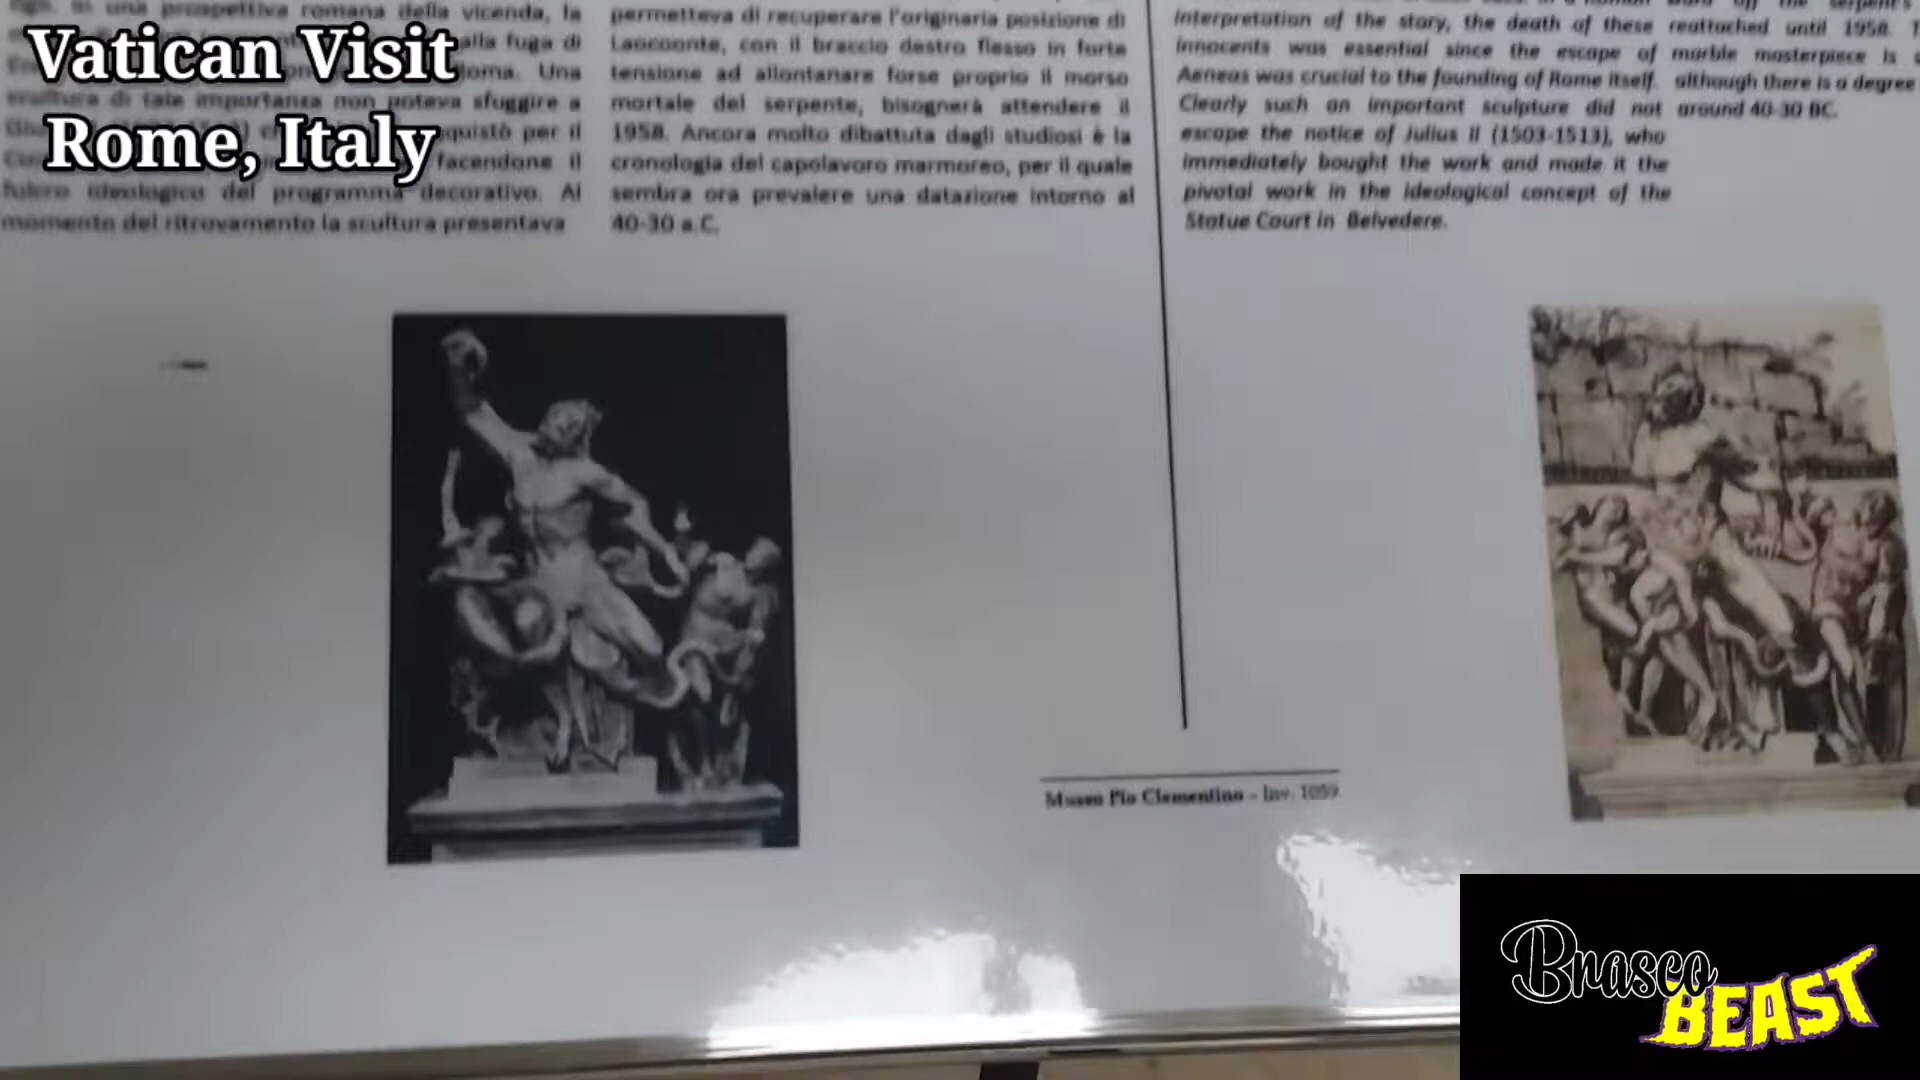 Vatican Visit
Rome, Italy
in una prospettiva romana della vicenda, la
alla fuga di
Roma. Una
scultura di tale importanza non poteva sfuggire a
acquistò per il
facendone il
fulcro ideologico del programma decorativo. Al
momento del ritrovamento la scultura presentava
permetteva di recuperare l'originaria posizione di
Laocoonte, con il braccio destro flesso in forte
tensione ad allontanare forse proprio il morso
mortale del serpente, bisognerà attendere il
1958. Ancora molto dibattuta dagli studiosi è la
cronologia del capolavoro marmoreo, per il quale
sembra ora prevalere una datazione intorno al
40-30 a.C.
interpretation of the story, the death of these
innocents was essential since the escape of
Aeneas was crucial to the founding of Rome itself.
Clearly such an important sculpture did not
escape the notice of Julius II (1503-1513), who
immediately bought the work and made it the
pivotal work in the ideological concept of the
Statue Court in Belvedere.
off the serpent's
reattached until 1958.
marble masterpiece is
although there is a degree
around 40-30 BC.
Museo Pio Clementino - Inv. 1059
Brasco
BEAST